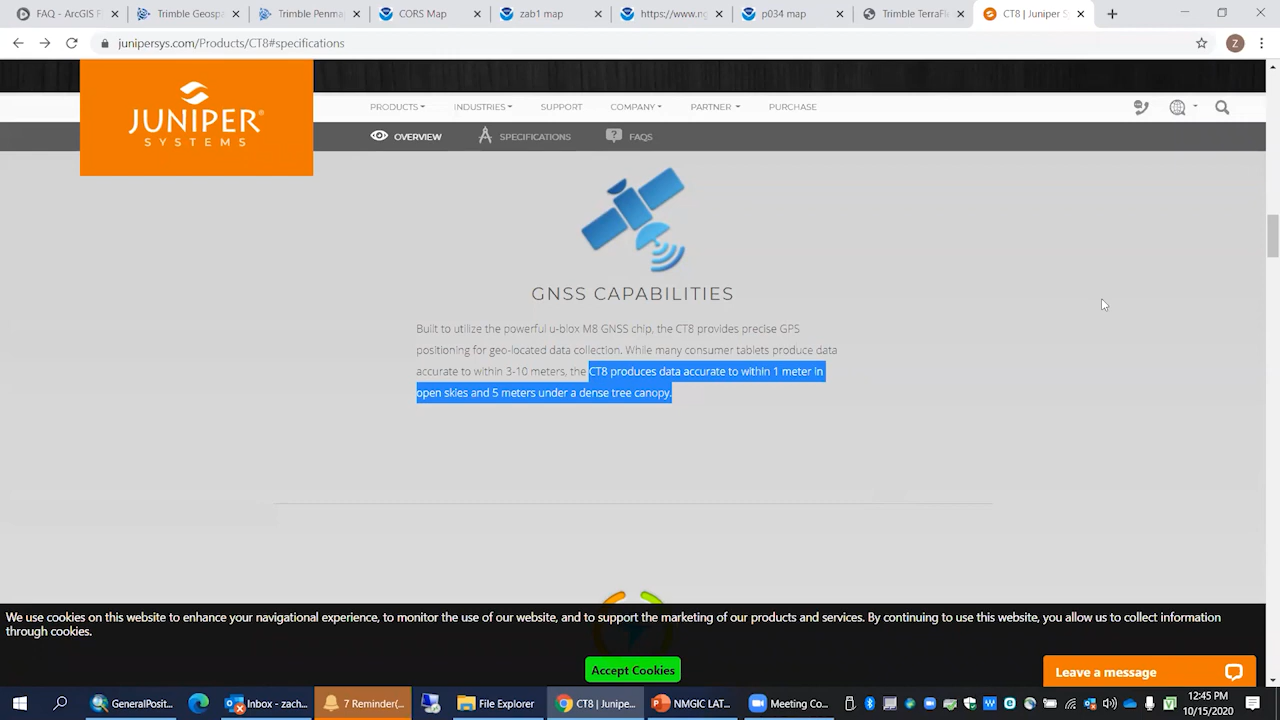 FAQ - ArcGIS F
Trimble Geosp
Trimble Penma
CORS Map
zab1 map
https://www.ng
p034 map
Trimble TerraFl
CT8 | Juniper S
junipersys.com/Products/CT8#specifications
Z
JUNIPER®
SYSTEMS
PRODUCTS
INDUSTRIES
SUPPORT
COMPANY
PARTNER
PURCHASE
OVERVIEW
SPECIFICATIONS
FAQS
GNSS CAPABILITIES
Built to utilize the powerful u-blox M8 GNSS chip, the CT8 provides precise GPS
positioning for geo-located data collection. While many consumer tablets produce data
accurate to within 3-10 meters, the CT8 produces data accurate to within 1 meter in
open skies and 5 meters under a dense tree canopy.
We use cookies on this website to enhance your navigational experience, to monitor the use of our website, and to support the marketing of our products and services. By continuing to use this website, you allow us to collect information
through cookies.
Accept Cookies
Leave a message
GeneralPosit...
Inbox - zach...
7 Reminder(...
File Explorer
CT8 | Junipe...
NMGIC LAT...
Meeting Co...
12:45 PM
10/15/2020